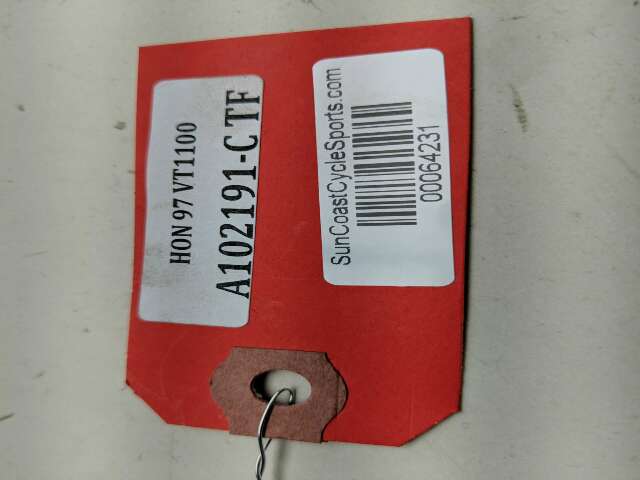 HON 97 VT1100
A102191-C TF
SunCoastCycleSports.com
00064231